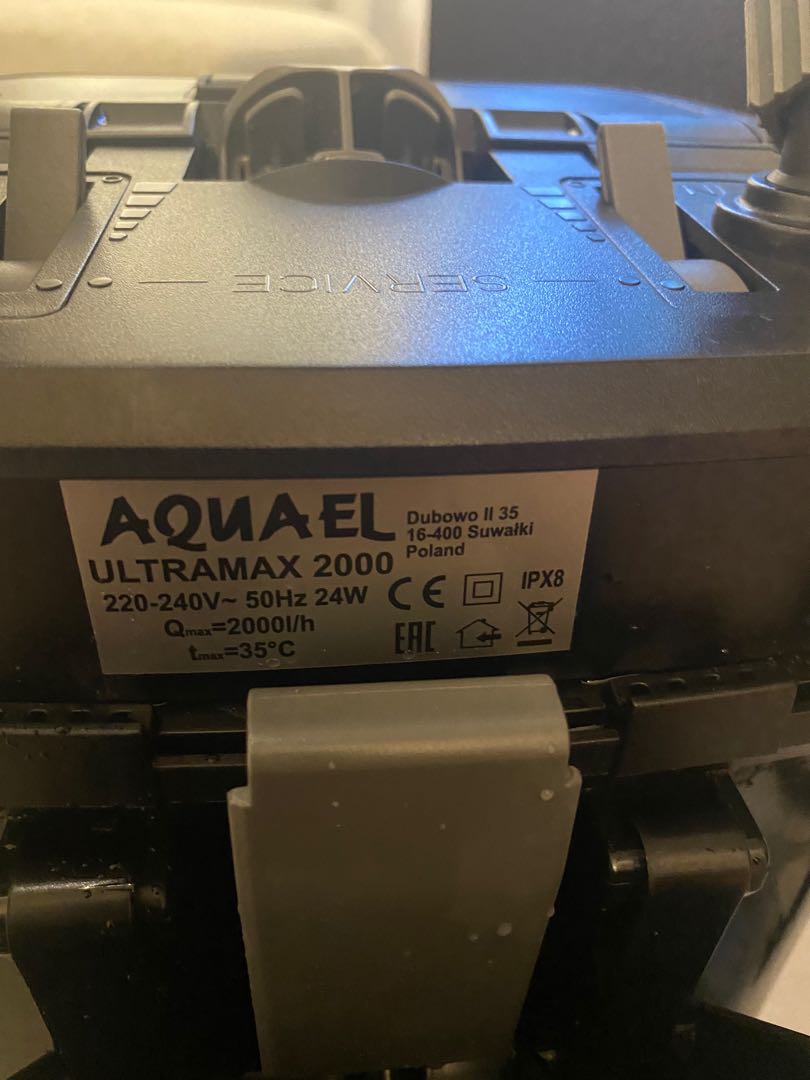 SERVICE
AQUAEL
Dubowo II 35
16-400 Suwałki
Poland
ULTRAMAX 2000
220-240V~ 50Hz 24W
Qmax=2000l/h
tmax=35°C
CE
IPX8
EAC